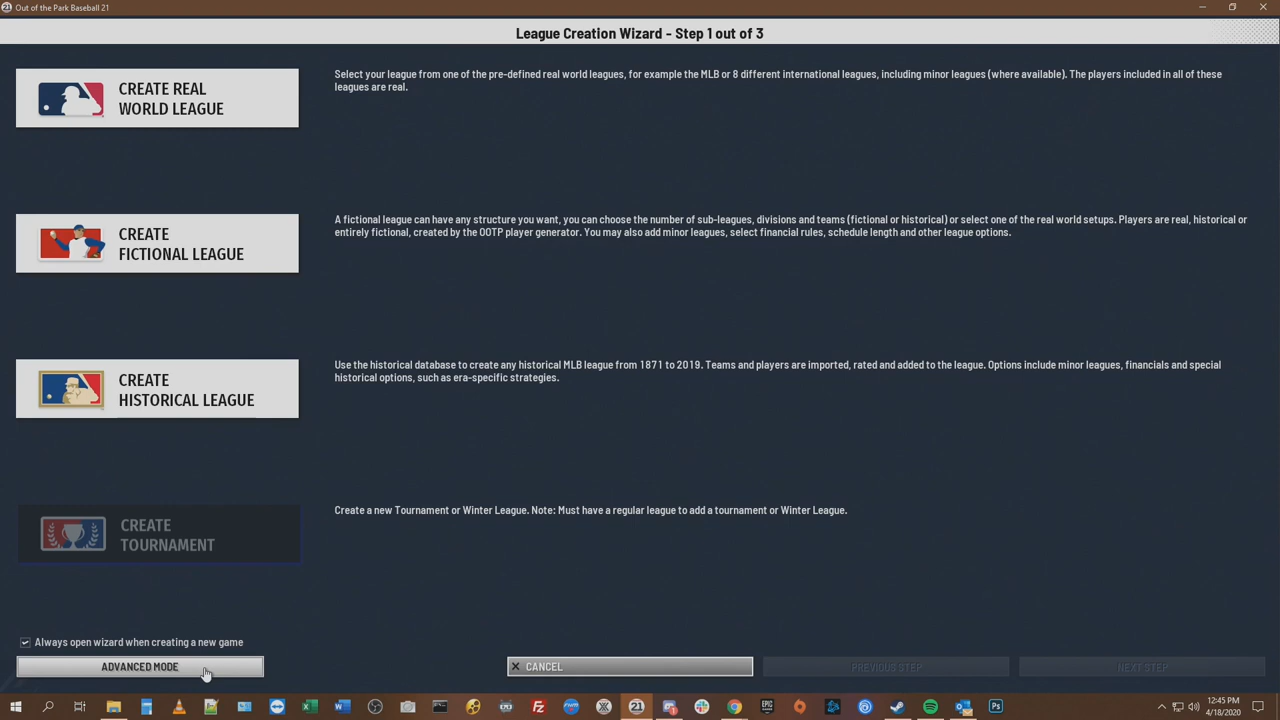 21 Out of the Park Baseball 21
League Creation Wizard - Step 1 out of 3
CREATE REAL
WORLD LEAGUE
Select your league from one of the pre-defined real world leagues, for example the MLB or 8 different international leagues, including minor leagues (where available). The players included in all of these
leagues are real.
CREATE
FICTIONAL LEAGUE
A fictional league can have any structure you want, you can choose the number of sub-leagues, divisions and teams (fictional or historical) or select one of the real world setups. Players are real, historical or
entirely fictional, created by the OOTP player generator. You may also add minor leagues, select financial rules, schedule length and other league options.
CREATE
HISTORICAL LEAGUE
Use the historical database to create any historical MLB league from 1871 to 2019. Teams and players are imported, rated and added to the league. Options include minor leagues, financials and special
historical options, such as era-specific strategies.
CREATE
TOURNAMENT
Create a new Tournament or Winter League. Note: Must have a regular league to add a tournament or Winter League.
Always open wizard when creating a new game
ADVANCED MODE
CANCEL
PREVIOUS STEP
NEXT STEP
21
12:45 PM
4/18/2020